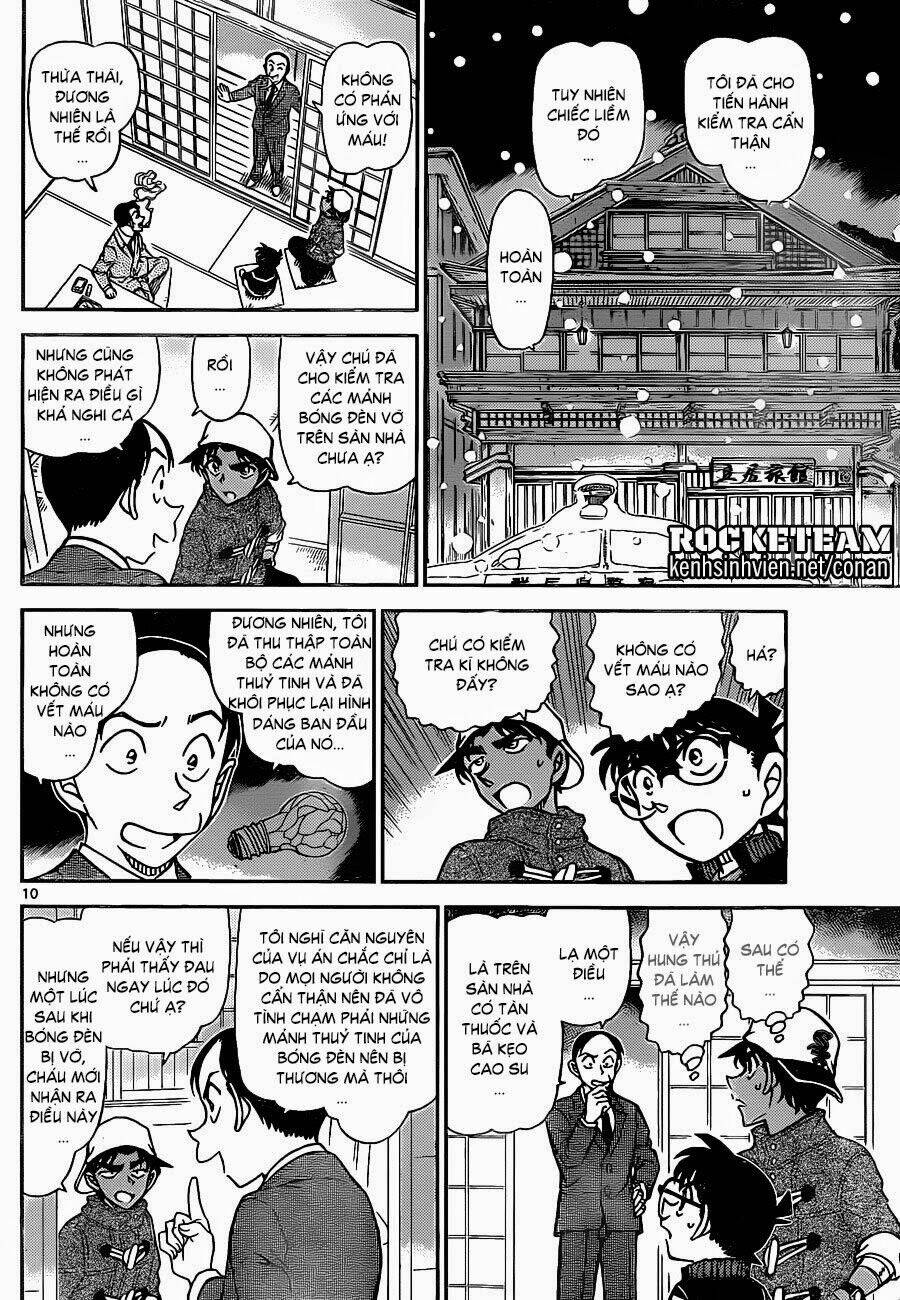 TÔI ĐÃ CHO
TIẾN HÀNH
KIỂM TRA CẨN
THẬN
...
TUY NHIÊN
CHIẾC LIỀM
ĐÓ
...
HOÀN
TOÀN
...
KHÔNG
CÓ PHẢN
ỨNG VỚI
MÁU!
THỪA THÃI,
ĐƯƠNG
NHIÊN LÀ
THẾ RỒI
...
VẬY CHÚ ĐÃ
CHO KIỂM TRA
CÁC MẢNH
BÓNG ĐÈN VỠ
TRÊN SÀN NHÀ
CHƯA Ạ?
RỒI
...
NHƯNG CŨNG
KHÔNG PHÁT
HIỆN RA ĐIỀU GÌ
KHẢ NGHI CẢ
...
ROCKETEAM
kenhsinhvien.net/conan
HẢ?
KHÔNG CÓ
VẾT MÁU NÀO
SAO Ạ?
CHÚ CÓ KIỂM
TRA KĨ KHÔNG
ĐẤY?
ĐƯƠNG NHIÊN, TÔI
ĐÃ THU THẬP TOÀN
BỘ CÁC MẢNH
THUỶ TINH VÀ ĐÃ
KHÔI PHỤC LẠI HÌNH
DÁNG BAN ĐẦU
CỦA NÓ...
NHƯNG
HOÀN
TOÀN
KHÔNG CÓ
VẾT MÁU NÀO
...
10
SAO CÓ
THỂ
...
VẬY
HUNG THỦ
ĐÃ LÀM
THẾ NÀO
...
LẠ MỘT
ĐIỀU
...
LÀ TRÊN
SÀN NHÀ
CÓ TÀN
THUỐC VÀ
BÃ KẸO
CAO SU
...
TÔI NGHĨ CĂN NGUYÊN
CỦA VỤ ÁN CHẮC CHỈ LÀ
DO MỌI NGƯỜI KHÔNG
CẨN THẬN NÊN ĐÃ VÔ
TÌNH CHẠM PHẢI NHỮNG
MẢNH THUỶ TINH CỦA
BÓNG ĐÈN NÊN BỊ
THƯƠNG MÀ THÔI
...
NẾU VẬY THÌ
PHẢI THẤY ĐAU
NGAY LÚC ĐÓ
CHỨ Ạ?
NHƯNG
MỘT LÚC
SAU KHI
BÓNG ĐÈN
BỊ VỠ,
CHÁU MỚI
NHẬN RA
ĐIỀU NÀY
...